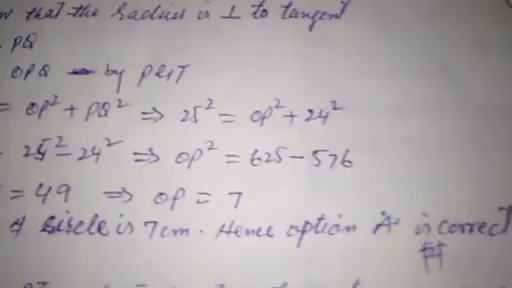 that the radius is ⊥ to tangent
PQ
OPQ by PGT
= OP² + PQ² ⇒ 25² = OP² + 24²
25² - 24² ⇒ OP² = 625 - 576
= 49 ⇒ OP = 7
of circle is 7cm. Hence option 'A' is correct